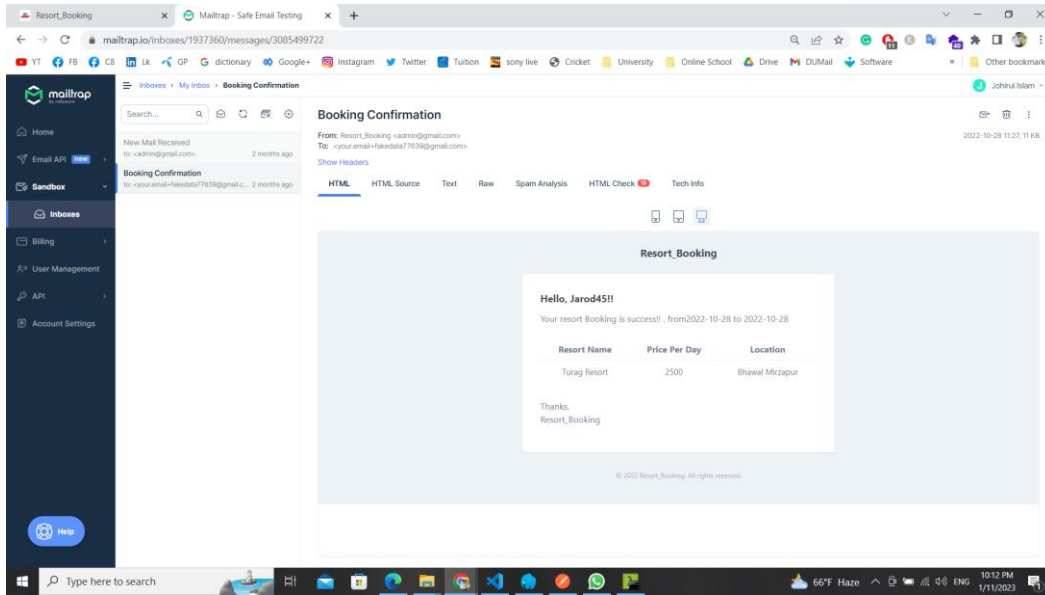 Resort_Booking
Mailtrap - Safe Email Testing
mailtrap.io/inboxes/1937360/messages/3085499722
YT FB CB Lk GP dictionary Google+ Instagram Twitter Tuition sony live Cricket University Online School Drive DUMail Software » Other bookmark
mailtrap
Inboxes > My Inbox > Booking Confirmation
Johirul Islam
Search...
Home
Email API new
Sandbox
Inboxes
Billing
User Management
API
Account Settings
Help
New Mail Received
to: <admin@gmail.com> 2 months ago
Booking Confirmation
to: <your.email+fakedata77639@gmail.c... 2 months ago
Booking Confirmation
From: Resort_Booking <admin@gmail.com>
2022-10-28 11:27, 11 KB
To: <your.email+fakedata77639@gmail.com>
Show Headers
HTML HTML Source Text Raw Spam Analysis HTML Check Tech Info
Resort_Booking
Hello, Jarod45!!
Your resort Booking is success!! , from2022-10-28 to 2022-10-28
Resort Name Price Per Day Location
Turag Resort 2500 Bhawal Mirzapur
Thanks,
Resort_Booking
© 2022 Resort_Booking. All rights reserved.
Type here to search
66°F Haze
ENG
10:12 PM
1/11/2023